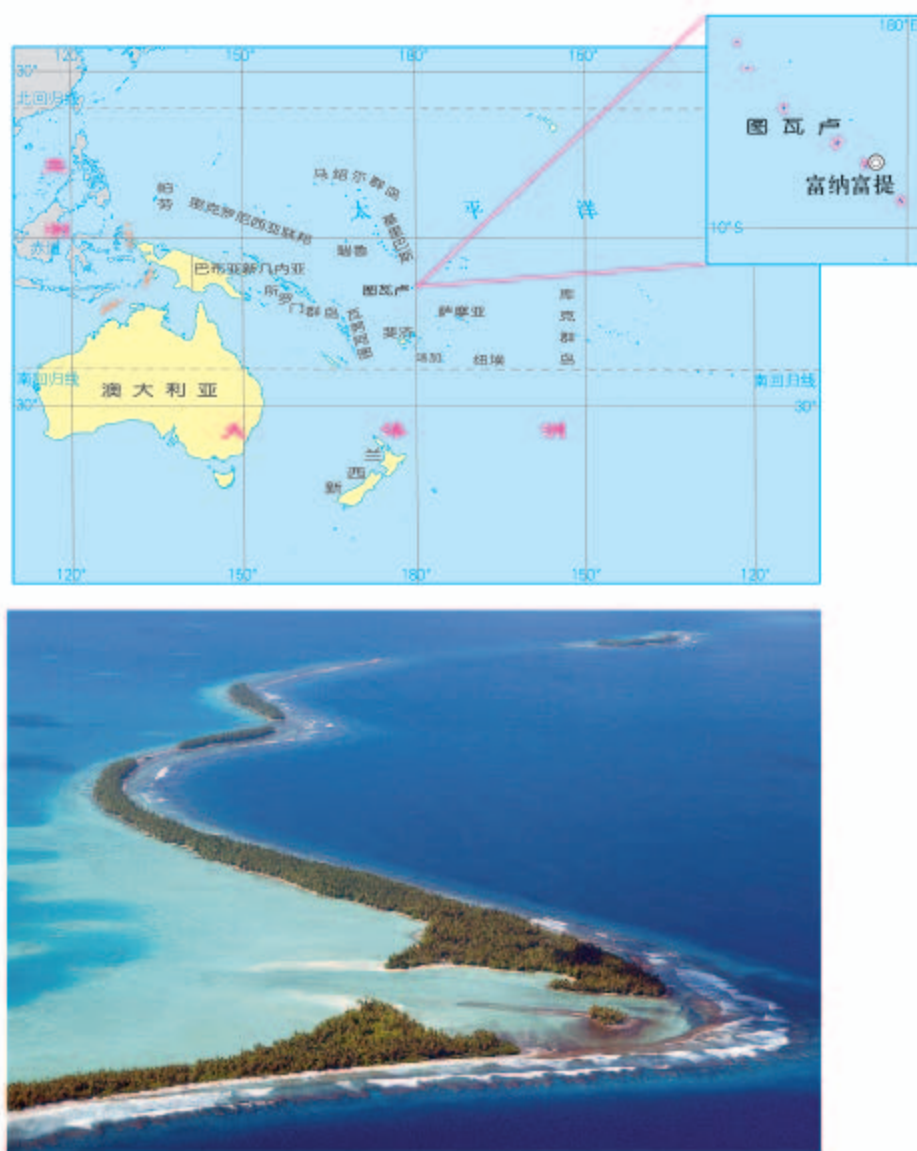 180°E
120° 150° 180° 160°
30°
北回归线
图瓦卢
富纳富提
10°S
马绍尔群岛
帕劳
密克罗尼西亚联邦
太平洋
基里巴斯
瑙鲁
赤道
巴布亚新几内亚
所罗门群岛
图瓦卢
瓦努阿图
斐济
萨摩亚
库克群岛
汤加
纽埃
南回归线
南回归线
澳大利亚
30°
30°
大洋洲
新西兰
120° 150° 180° 150° 120°